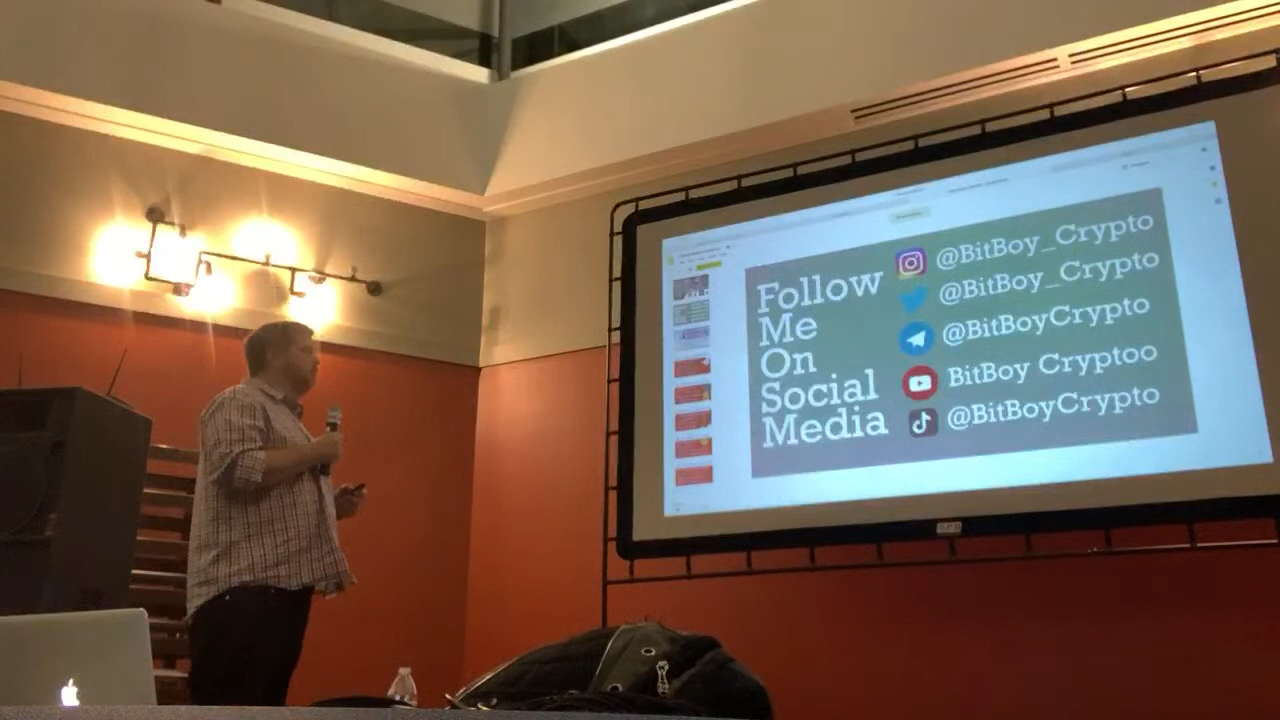 Follow
Me
On
Social
Media
@BitBoy_Crypto
@BitBoy_Crypto
@BitBoyCrypto
BitBoy Cryptoo
@BitBoyCrypto